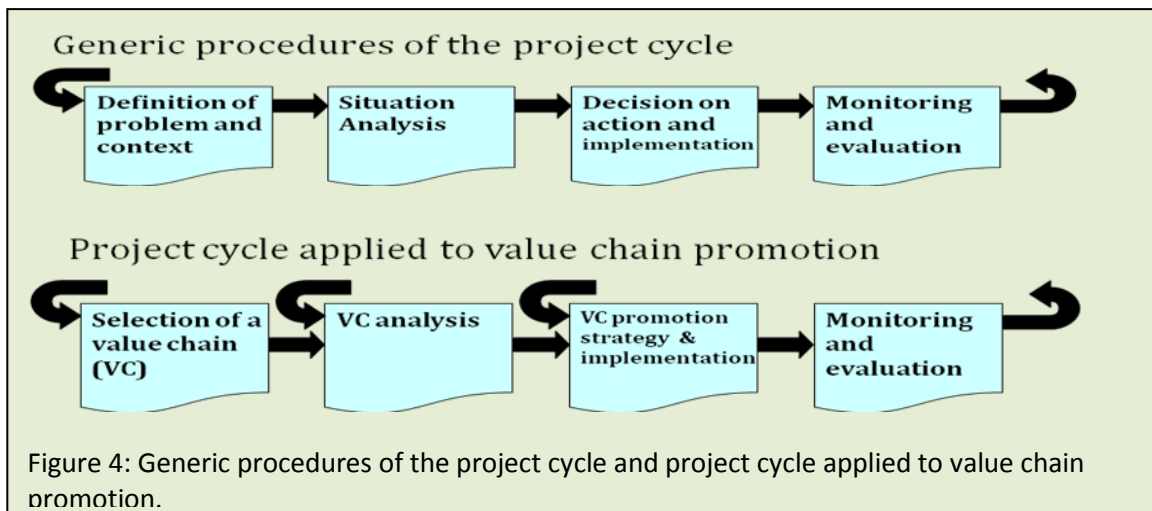 Generic procedures of the project cycle
Definition of
problem and
context
Situation
Analysis
Decision on
action and
implementation
Monitoring
and
evaluation
Project cycle applied to value chain promotion
Selection of a
value chain
(VC)
VC analysis
VC promotion
strategy &
implementation
Monitoring
and
evaluation
Figure 4: Generic procedures of the project cycle and project cycle applied to value chain
promotion.